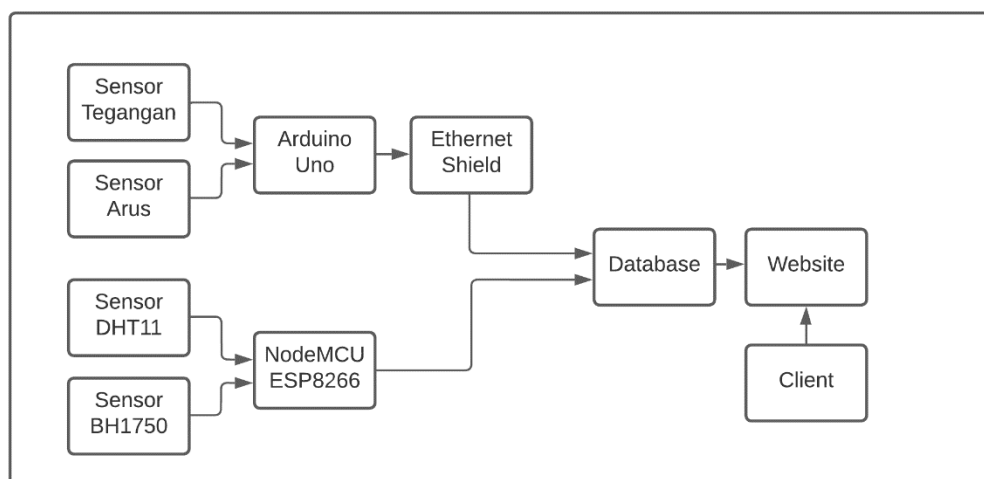 Sensor
Tegangan
Sensor
Arus
Arduino
Uno
Ethernet
Shield
Sensor
DHT11
Sensor
BH1750
NodeMCU
ESP8266
Database
Website
Client